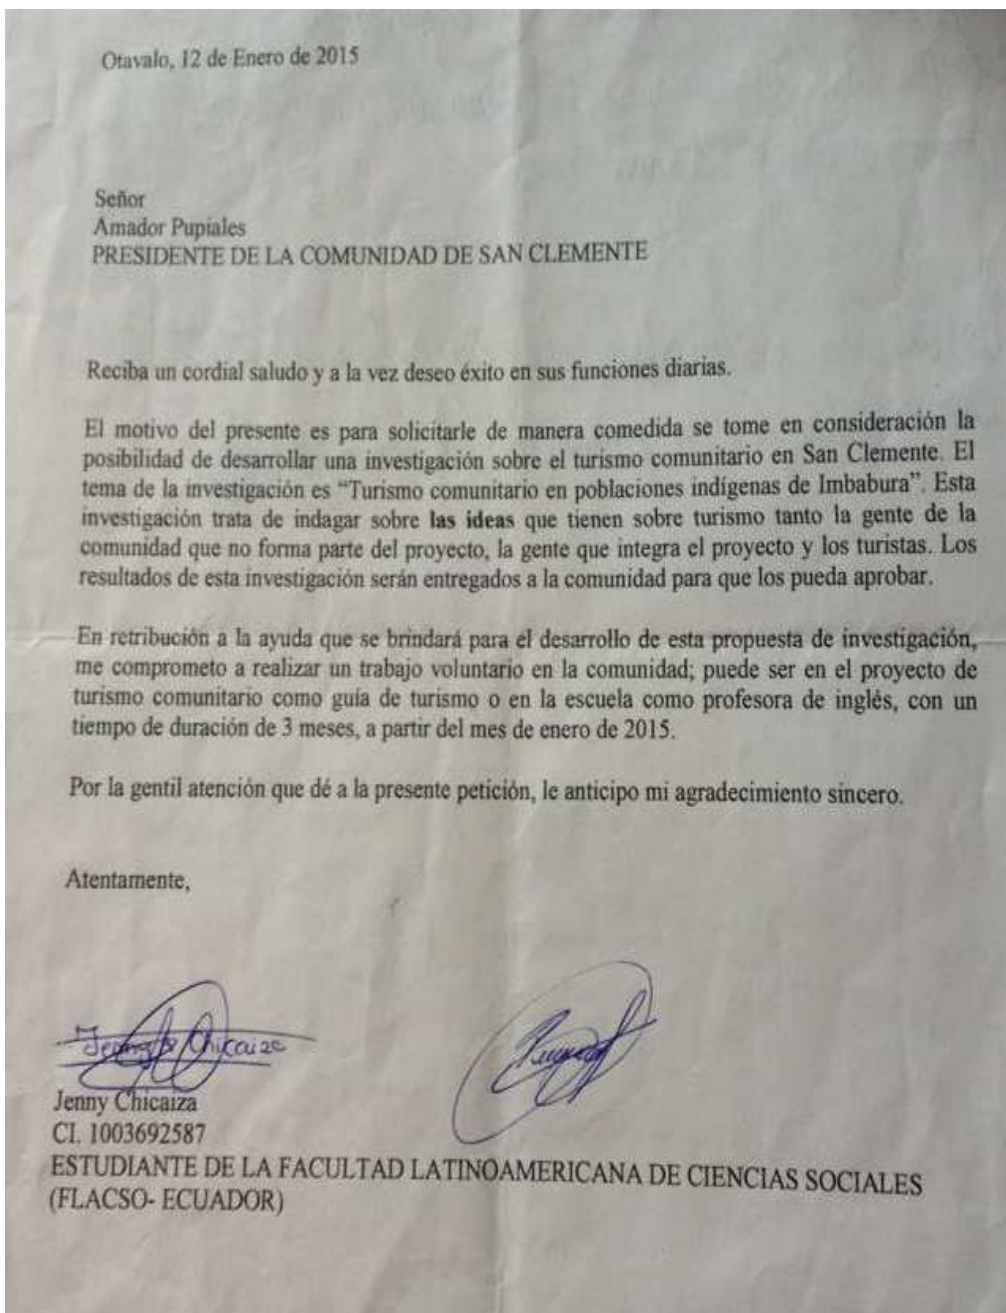 Otavalo, 12 de Enero de 2015
Señor
Amador Pupiales
PRESIDENTE DE LA COMUNIDAD DE SAN CLEMENTE
Reciba un cordial saludo y a la vez deseo éxito en sus funciones diarias.
El motivo del presente es para solicitarle de manera comedida se tome en consideración la
posibilidad de desarrollar una investigación sobre el turismo comunitario en San Clemente. El
tema de la investigación es “Turismo comunitario en poblaciones indígenas de Imbabura”. Esta
investigación trata de indagar sobre las ideas que tienen sobre turismo tanto la gente de la
comunidad que no forma parte del proyecto, la gente que integra el proyecto y los turistas. Los
resultados de esta investigación serán entregados a la comunidad para que los pueda aprobar.
En retribución a la ayuda que se brindará para el desarrollo de esta propuesta de investigación,
me comprometo a realizar un trabajo voluntario en la comunidad; puede ser en el proyecto de
turismo comunitario como guía de turismo o en la escuela como profesora de inglés, con un
tiempo de duración de 3 meses, a partir del mes de enero de 2015.
Por la gentil atención que dé a la presente petición, le anticipo mi agradecimiento sincero.
Atentamente,
Chicaiza
Jenny Chicaiza
CI. 1003692587
ESTUDIANTE DE LA FACULTAD LATINOAMERICANA DE CIENCIAS SOCIALES
(FLACSO- ECUADOR)